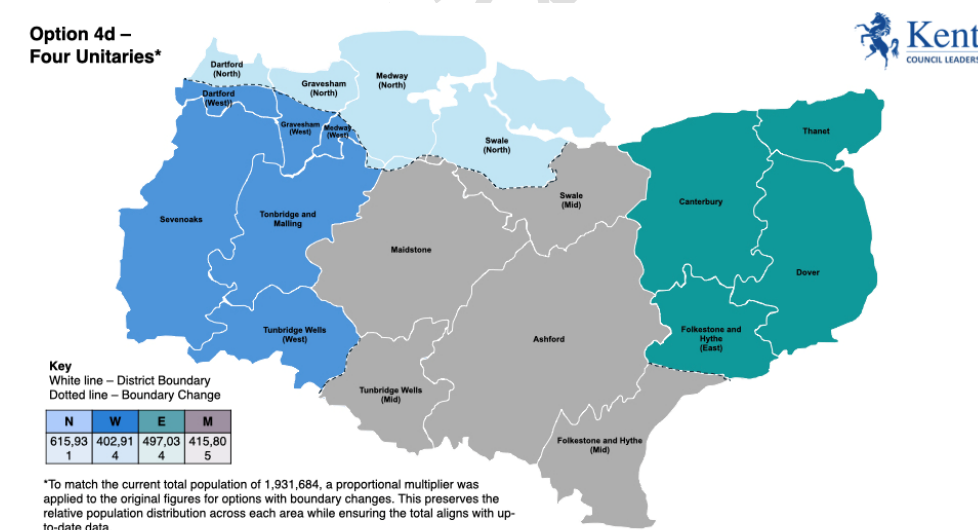 Option 4d –
Four Unitaries*
Kent
COUNCIL LEADERS
Dartford
(North)
Gravesham
(North)
Medway
(North)
Dartford
(West))
Gravesham
(West)
Medway
(West)
Swale
(North)
Thanet
Sevenoaks
Tonbridge and
Malling
Swale
(Mid)
Canterbury
Maidstone
Dover
Tunbridge Wells
(West)
Ashford
Folkestone and
Hythe
(East)
Tunbridge Wells
(Mid)
Folkestone and Hythe
(Mid)
Key
White line – District Boundary
Dotted line – Boundary Change
N W E M
615,93 402,91 497,03 415,80
1 4 4 5
*To match the current total population of 1,931,684, a proportional multiplier was
applied to the original figures for options with boundary changes. This preserves the
relative population distribution across each area while ensuring the total aligns with up-
to-date data